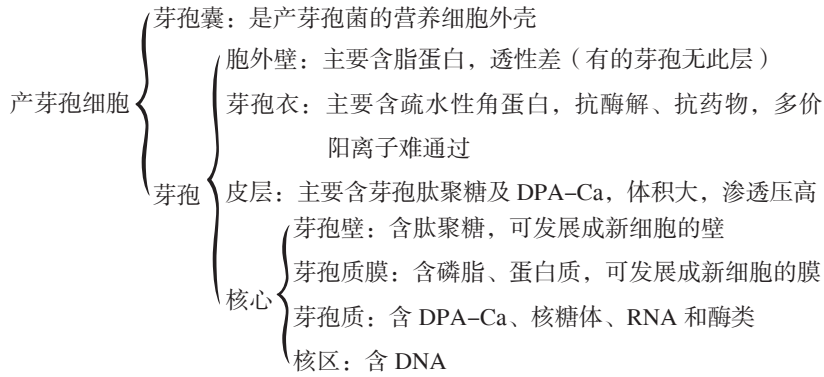 芽孢囊：是产芽孢菌的营养细胞外壳
胞外壁：主要含脂蛋白，透性差（有的芽孢无此层）
产芽孢细胞
芽孢衣：主要含疏水性角蛋白，抗酶解、抗药物，多价
阳离子难通过
芽孢
皮层：主要含芽孢肽聚糖及 DPA–Ca，体积大，渗透压高
芽孢壁：含肽聚糖，可发展成新细胞的壁
芽孢质膜：含磷脂、蛋白质，可发展成新细胞的膜
核心
芽孢质：含 DPA–Ca、核糖体、RNA 和酶类
核区：含 DNA